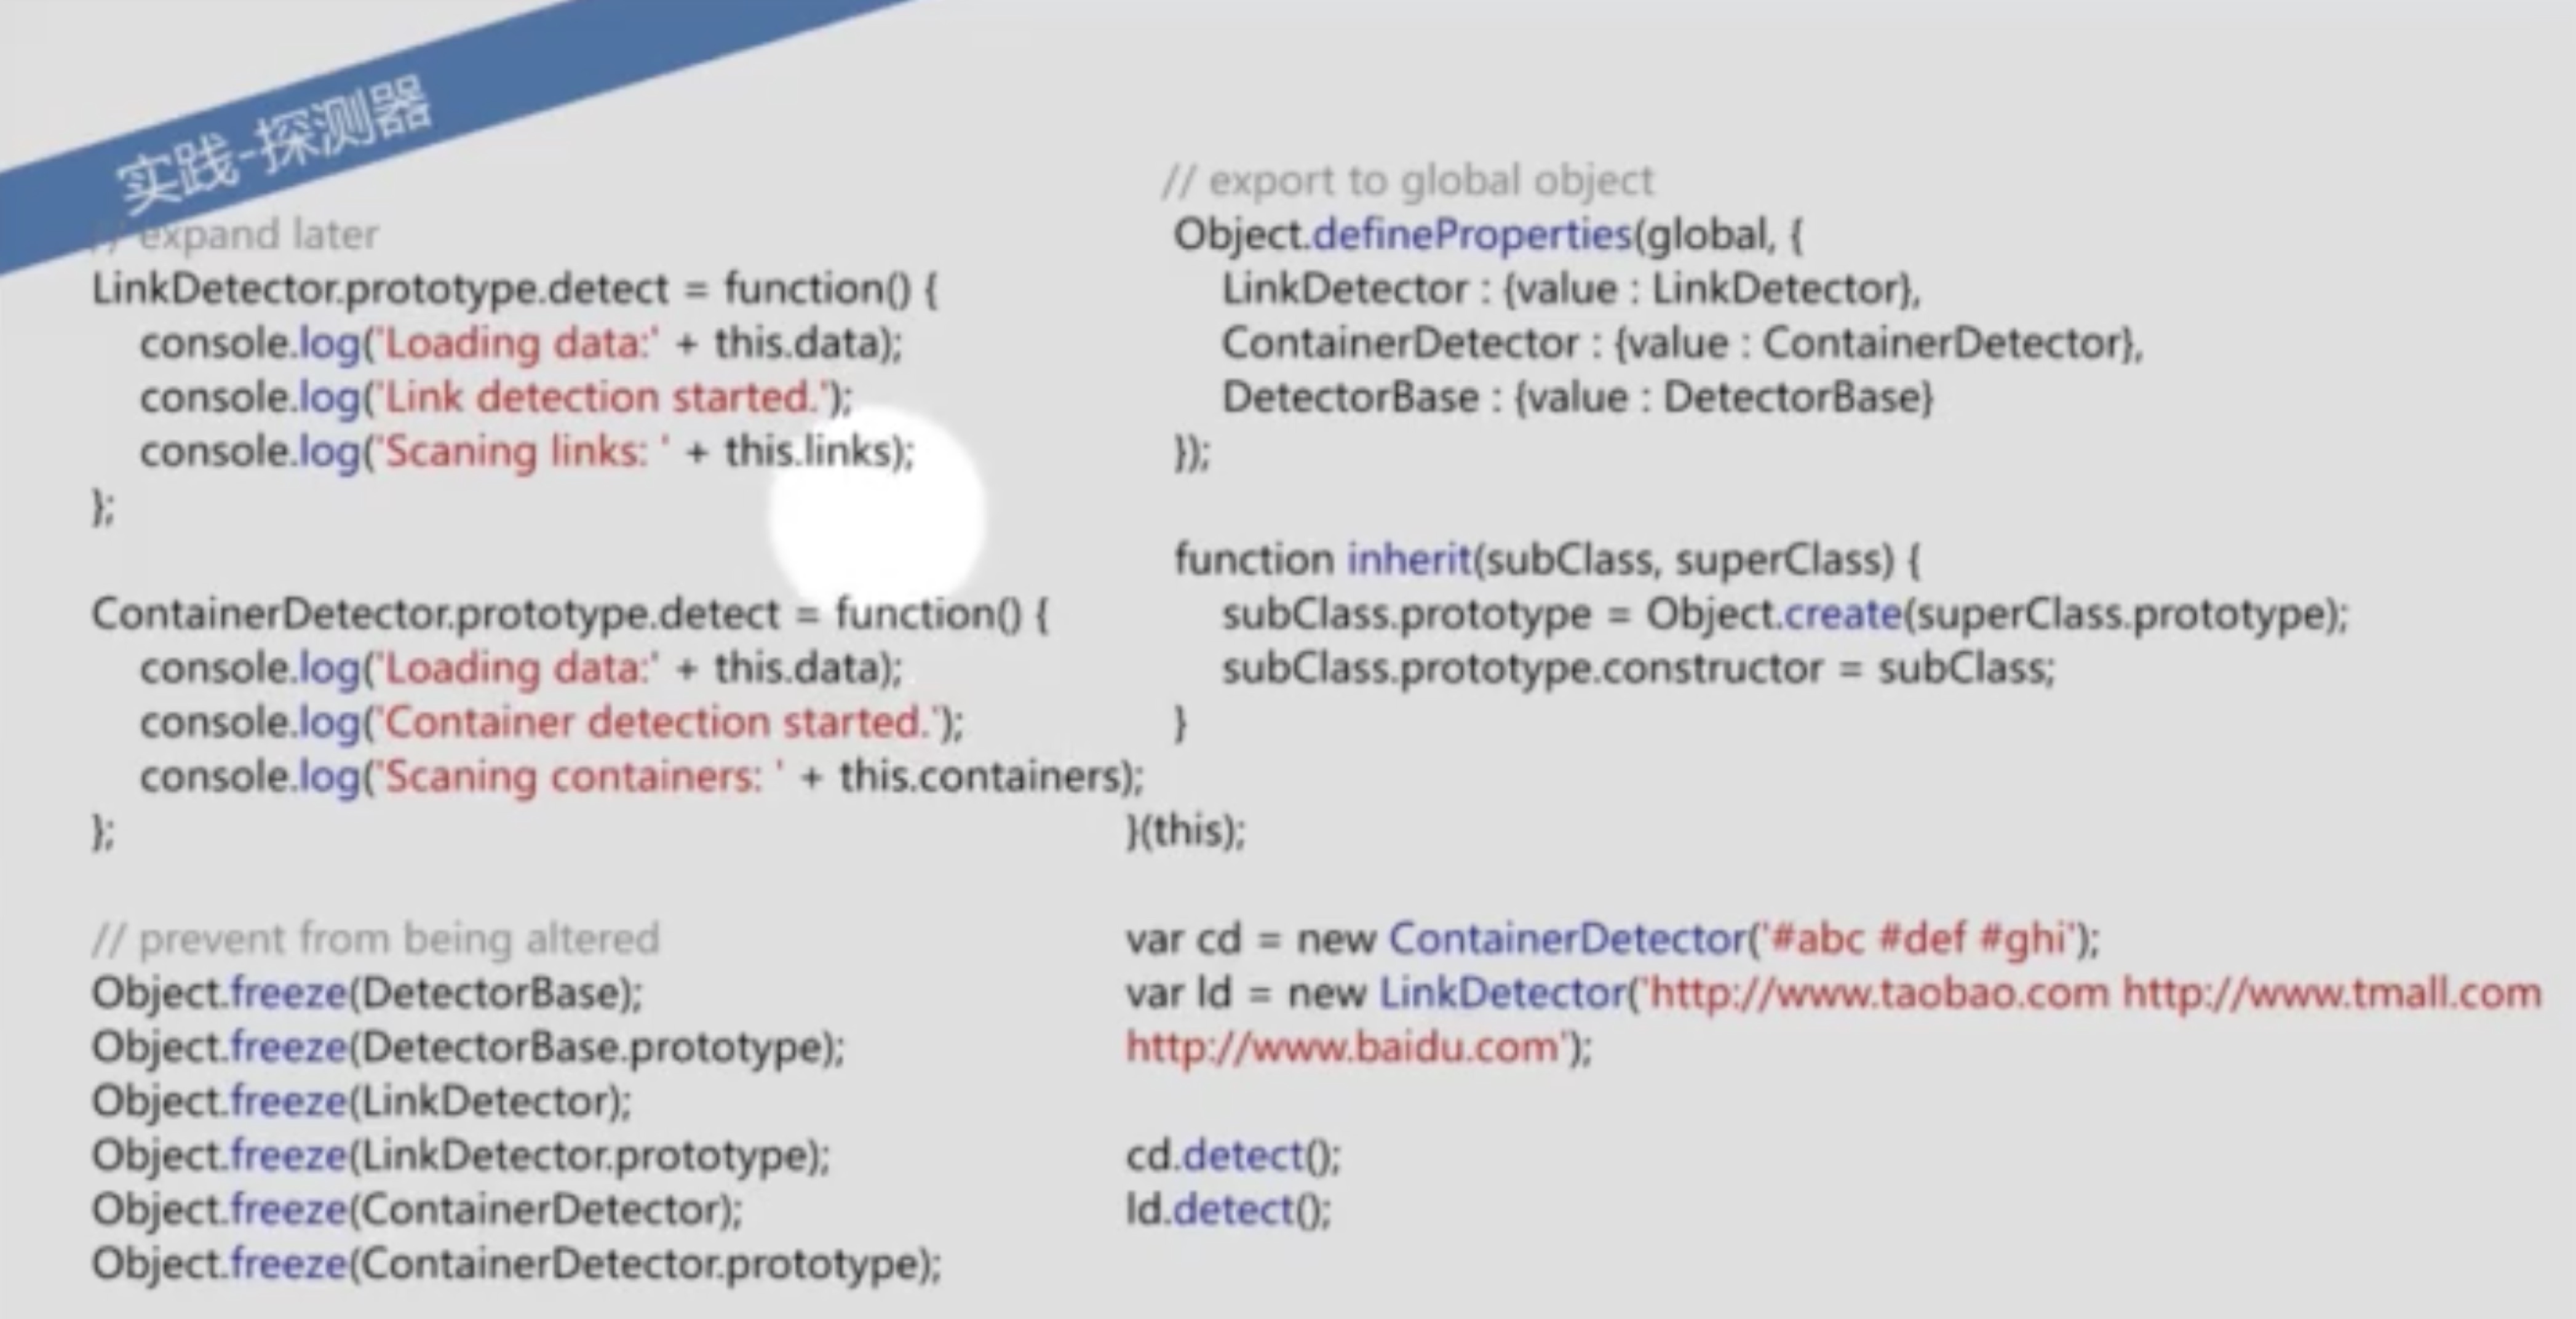 实践-探测器
// expand later
LinkDetector.prototype.detect = function() {
console.log('Loading data:' + this.data);
console.log('Link detection started.');
console.log('Scaning links: ' + this.links);
};
ContainerDetector.prototype.detect = function() {
console.log('Loading data:' + this.data);
console.log('Container detection started.');
console.log('Scaning containers: ' + this.containers);
};
// prevent from being altered
Object.freeze(DetectorBase);
Object.freeze(DetectorBase.prototype);
Object.freeze(LinkDetector);
Object.freeze(LinkDetector.prototype);
Object.freeze(ContainerDetector);
Object.freeze(ContainerDetector.prototype);
// export to global object
Object.defineProperties(global, {
LinkDetector : {value : LinkDetector},
ContainerDetector : {value : ContainerDetector},
DetectorBase : {value : DetectorBase}
});
function inherit(subClass, superClass) {
subClass.prototype = Object.create(superClass.prototype);
subClass.prototype.constructor = subClass;
}
}(this);
var cd = new ContainerDetector('#abc #def #ghi');
var ld = new LinkDetector('http://www.taobao.com http://www.tmall.com
http://www.baidu.com');
cd.detect();
ld.detect();